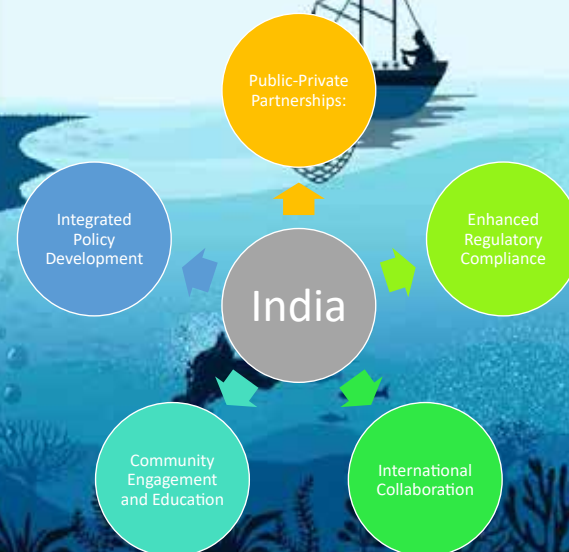 Public-Private
Partnerships:
Integrated
Policy
Development
Enhanced
Regulatory
Compliance
India
Community
Engagement
and Education
International
Collaboration